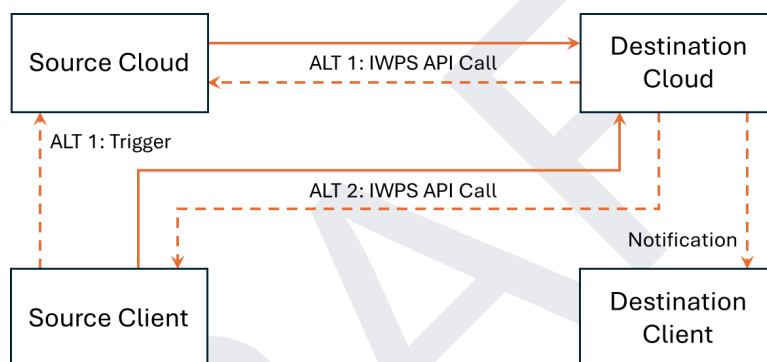 Source Cloud
Destination
Cloud
ALT 1: IWPS API Call
ALT 1: Trigger
ALT 2: IWPS API Call
Notification
Source Client
Destination
Client